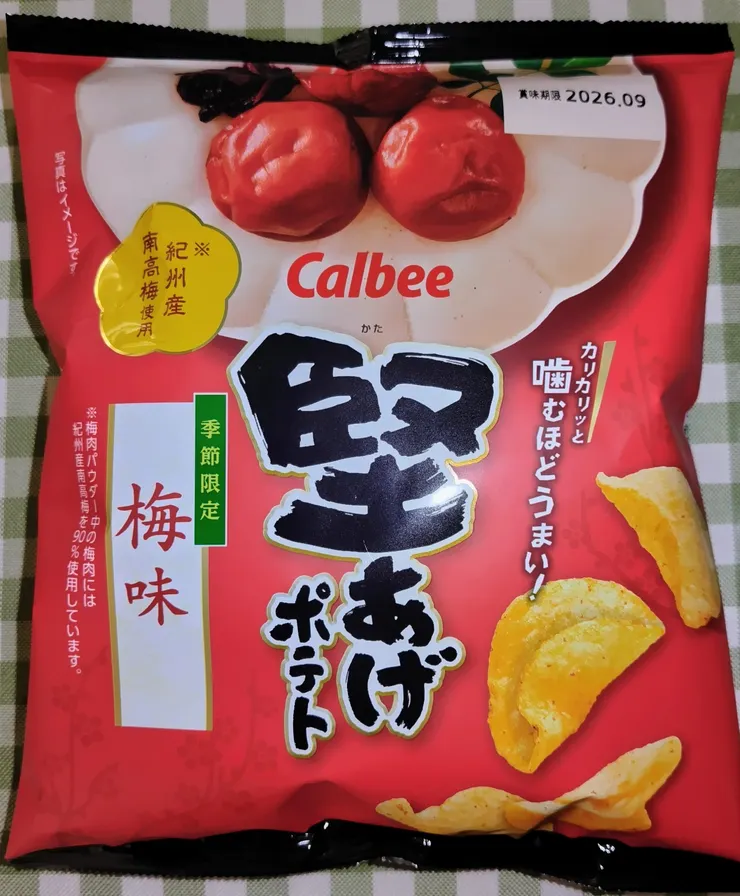 賞味期限 2026.09
写真はイメージです
※
紀州産
南高梅使用
Calbee
かた
堅あげ
ポテト
カリカリッと
噛むほどうまい!
季節限定
梅味
※梅肉パウダー中の梅肉には
紀州産南高梅を90%使用しています。